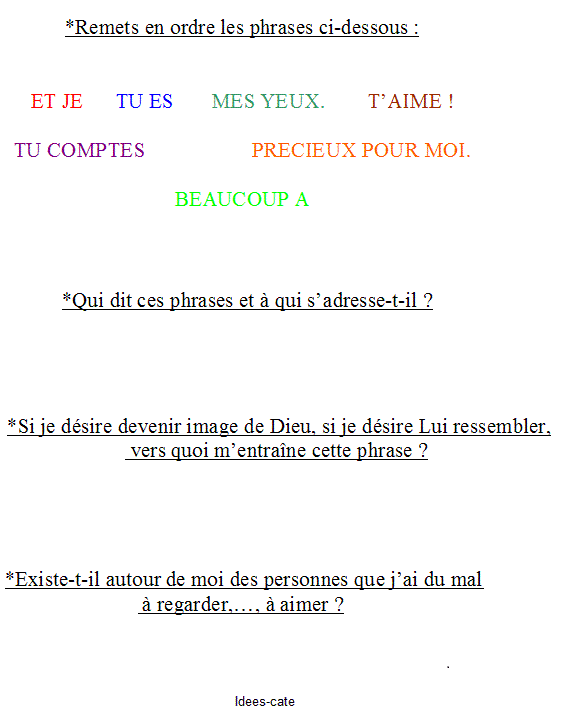 *Remets en ordre les phrases ci-dessous :
ET JE TU ES MES YEUX. T’AIME !
TU COMPTES PRECIEUX POUR MOI.
BEAUCOUP A
*Qui dit ces phrases et à qui s’adresse-t-il ?
*Si je désire devenir image de Dieu, si je désire Lui ressembler,
vers quoi m’entraîne cette phrase ?
*Existe-t-il autour de moi des personnes que j’ai du mal
à regarder,…, à aimer ?
.
Idees-cate